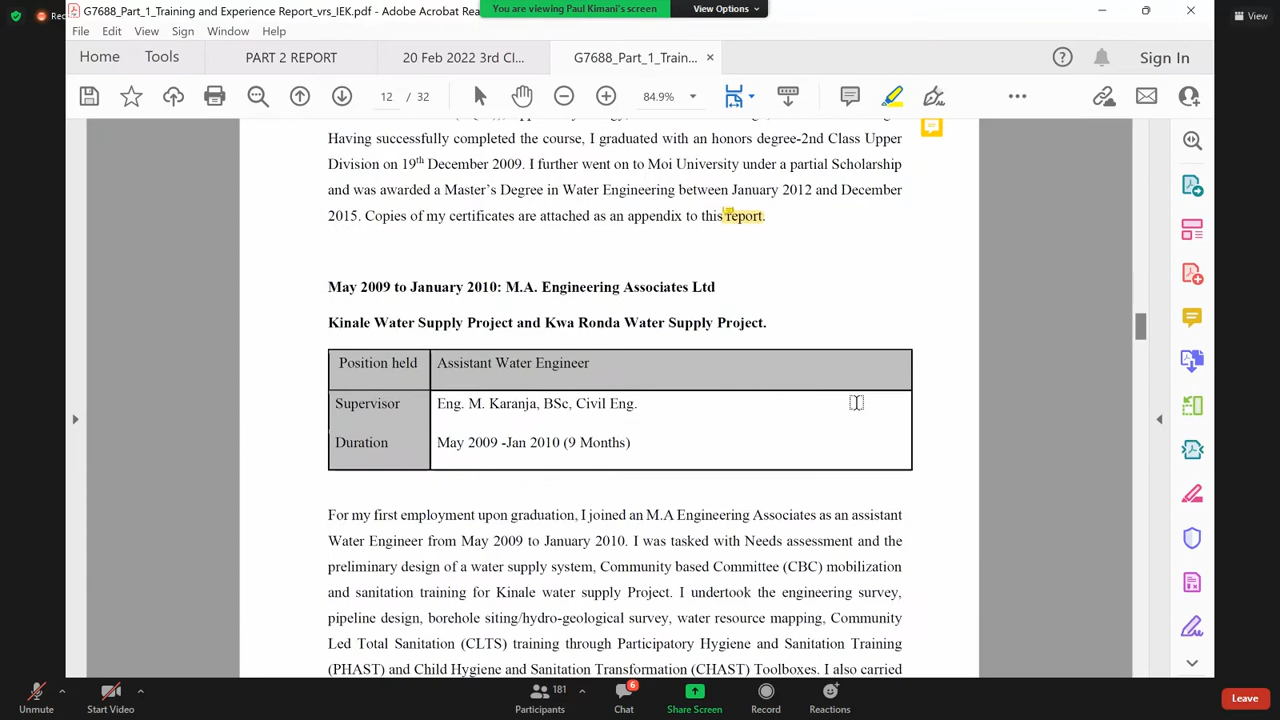 G7688_Part_1_Training and Experience Report_vrs_IEK.pdf - Adobe Acrobat Rea
You are viewing Paul Kimani's screen
View Options
View
File Edit View Sign Window Help
Home Tools PART 2 REPORT 20 Feb 2022 3rd Cl... G7688_Part_1_Train... × Sign In
12 / 32 84.9%
Having successfully completed the course, I graduated with an honors degree-2nd Class Upper
Division on 19th December 2009. I further went on to Moi University under a partial Scholarship
and was awarded a Master's Degree in Water Engineering between January 2012 and December
2015. Copies of my certificates are attached as an appendix to this report.
May 2009 to January 2010: M.A. Engineering Associates Ltd
Kinale Water Supply Project and Kwa Ronda Water Supply Project.
Position held Assistant Water Engineer
Supervisor Eng. M. Karanja, BSc, Civil Eng.
Duration May 2009 -Jan 2010 (9 Months)
For my first employment upon graduation, I joined an M.A Engineering Associates as an assistant
Water Engineer from May 2009 to January 2010. I was tasked with Needs assessment and the
preliminary design of a water supply system, Community based Committee (CBC) mobilization
and sanitation training for Kinale water supply Project. I undertook the engineering survey,
pipeline design, borehole siting/hydro-geological survey, water resource mapping, Community
Led Total Sanitation (CLTS) training through Participatory Hygiene and Sanitation Training
(PHAST) and Child Hygiene and Sanitation Transformation (CHAST) Toolboxes. I also carried
181 6
Unmute Start Video Participants Chat Share Screen Record Reactions Leave